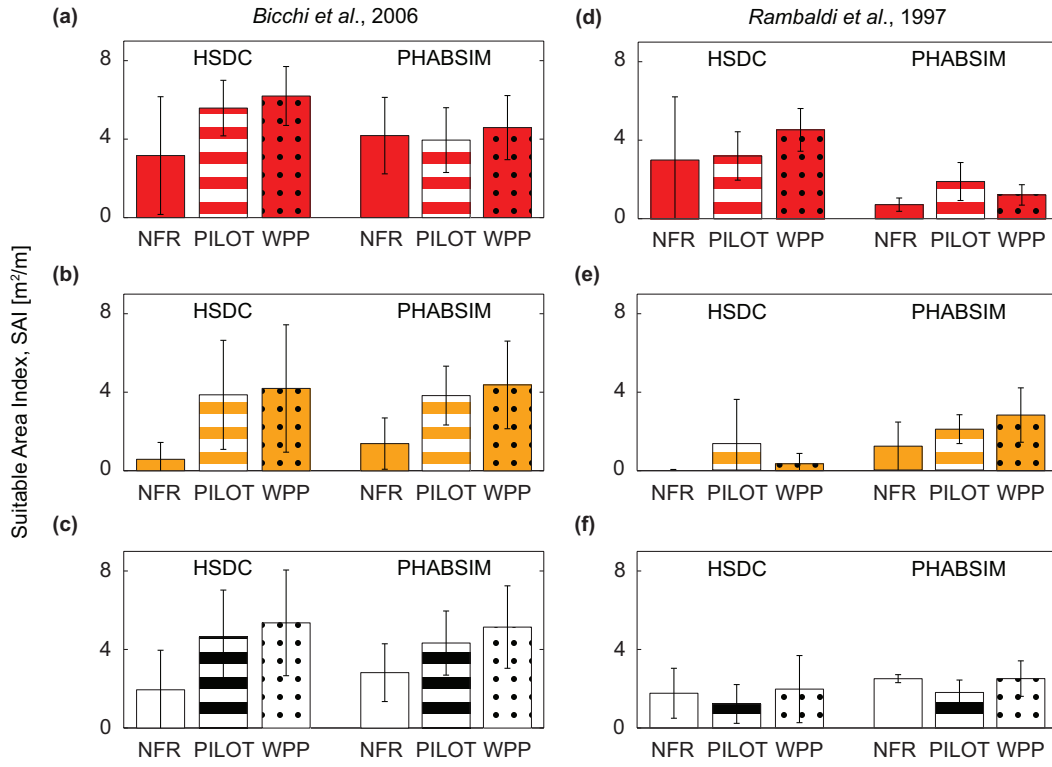 Bicchi et al., 2006
Rambaldi et al., 1997
Suitable Area Index, SAI [m²/m]
(a)
8
4
0
HSDC
PHABSIM
NFR PILOT WPP
NFR PILOT WPP
(d)
8
4
0
HSDC
PHABSIM
NFR PILOT WPP
NFR PILOT WPP
(b)
8
4
0
HSDC
PHABSIM
NFR PILOT WPP
NFR PILOT WPP
(e)
8
4
0
HSDC
PHABSIM
NFR PILOT WPP
NFR PILOT WPP
(c)
8
4
0
HSDC
PHABSIM
NFR PILOT WPP
NFR PILOT WPP
(f)
8
4
0
HSDC
PHABSIM
NFR PILOT WPP
NFR PILOT WPP